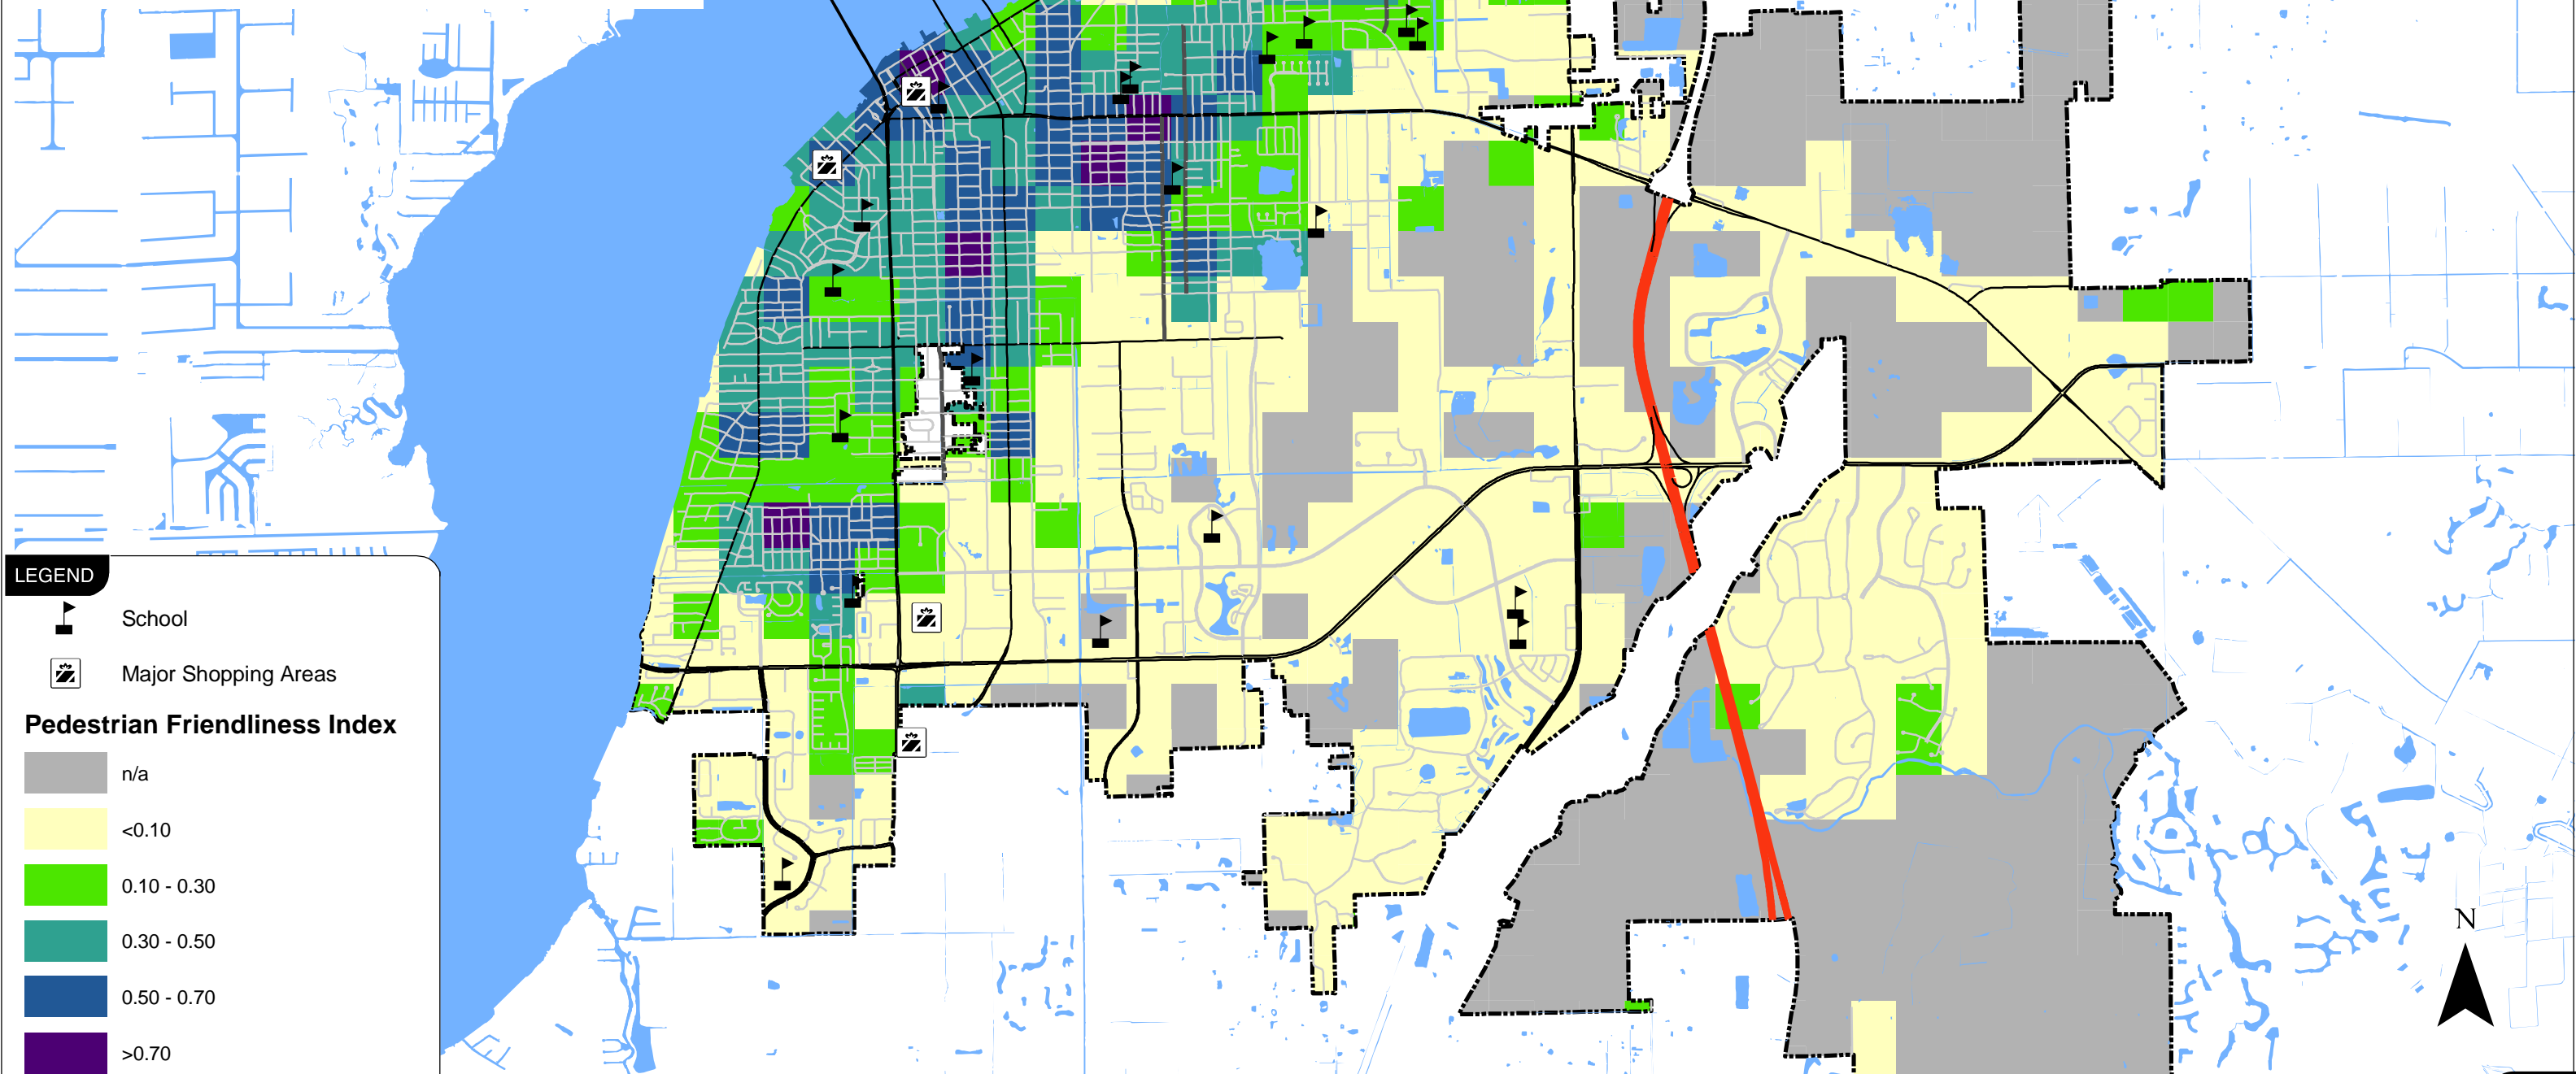 LEGEND
School
Major Shopping Areas
Pedestrian Friendliness Index
n/a
<0.10
0.10 - 0.30
0.30 - 0.50
0.50 - 0.70
>0.70
N